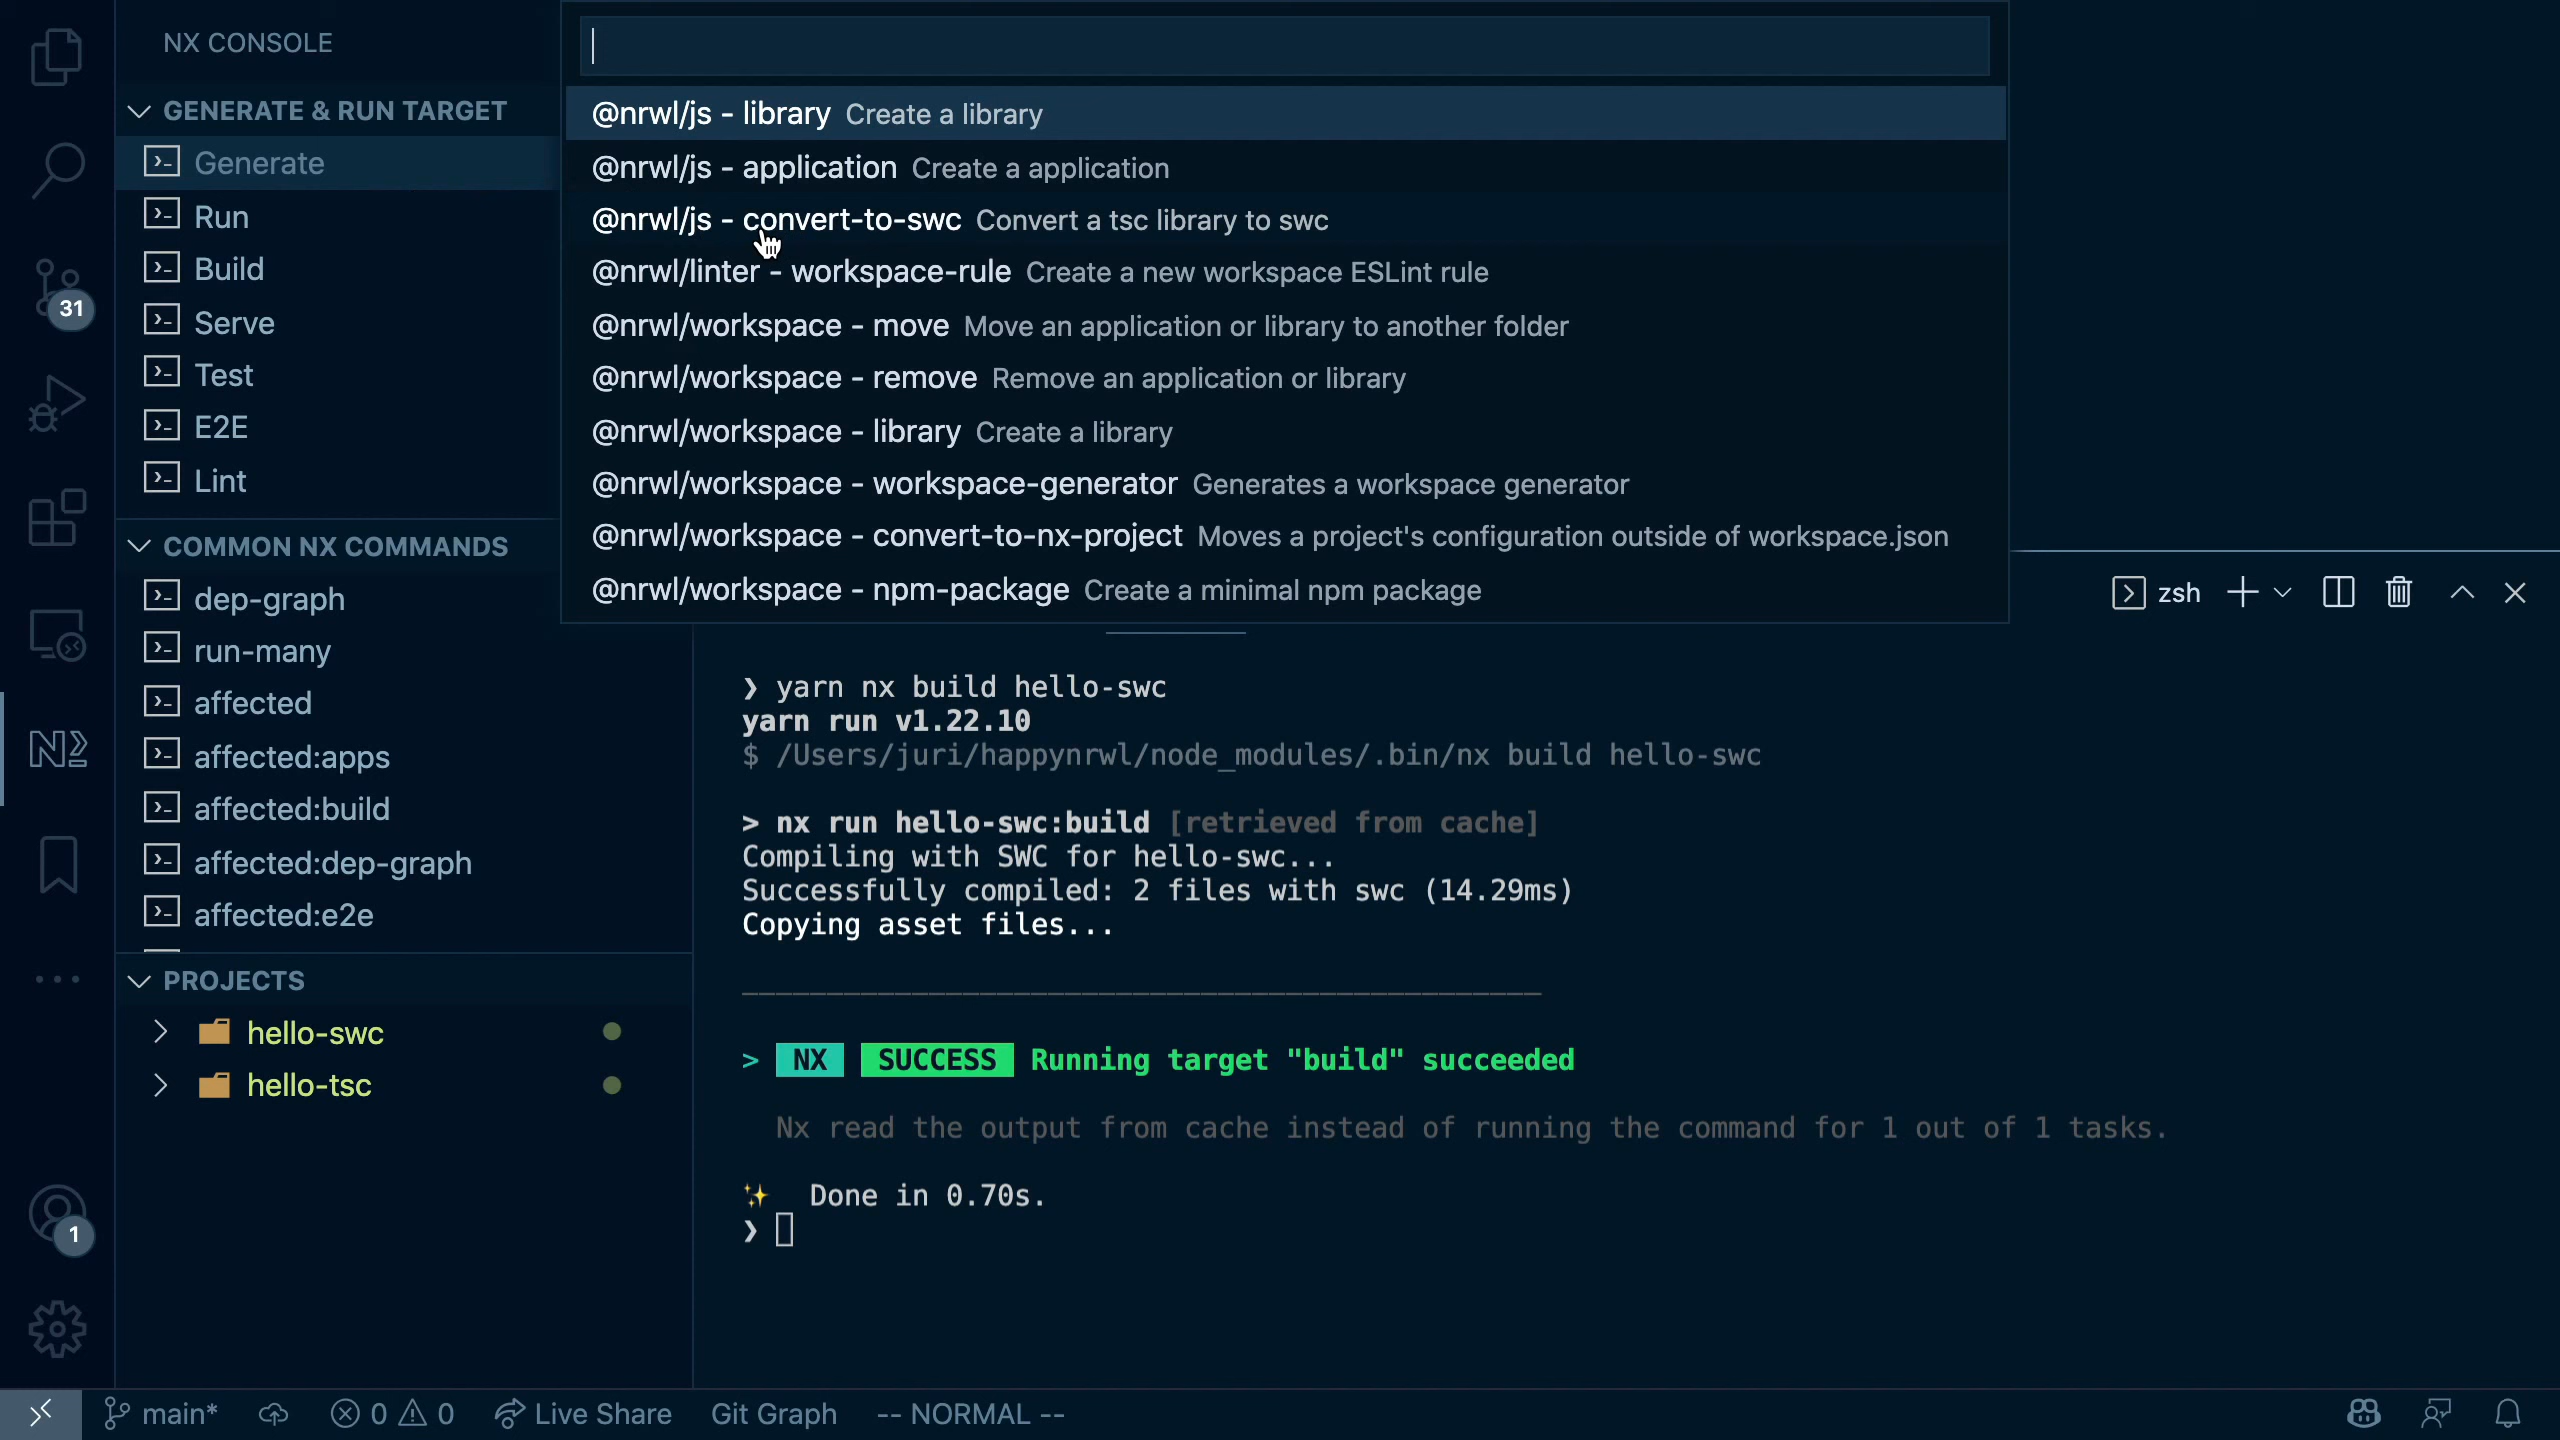 NX CONSOLE
GENERATE & RUN TARGET
Generate
Run
Build
Serve
Test
E2E
Lint
COMMON NX COMMANDS
dep-graph
run-many
affected
affected:apps
affected:build
affected:dep-graph
affected:e2e
PROJECTS
hello-swc
hello-tsc
31
1
@nrwl/js - library Create a library
@nrwl/js - application Create a application
@nrwl/js - convert-to-swc Convert a tsc library to swc
@nrwl/linter - workspace-rule Create a new workspace ESLint rule
@nrwl/workspace - move Move an application or library to another folder
@nrwl/workspace - remove Remove an application or library
@nrwl/workspace - library Create a library
@nrwl/workspace - workspace-generator Generates a workspace generator
@nrwl/workspace - convert-to-nx-project Moves a project's configuration outside of workspace.json
@nrwl/workspace - npm-package Create a minimal npm package
zsh
❯ yarn nx build hello-swc
yarn run v1.22.10
$ /Users/juri/happynrwl/node_modules/.bin/nx build hello-swc
> nx run hello-swc:build [retrieved from cache]
Compiling with SWC for hello-swc...
Successfully compiled: 2 files with swc (14.29ms)
Copying asset files...
> NX SUCCESS Running target "build" succeeded
Nx read the output from cache instead of running the command for 1 out of 1 tasks.
✨ Done in 0.70s.
❯
main* 0 0 Live Share Git Graph -- NORMAL --